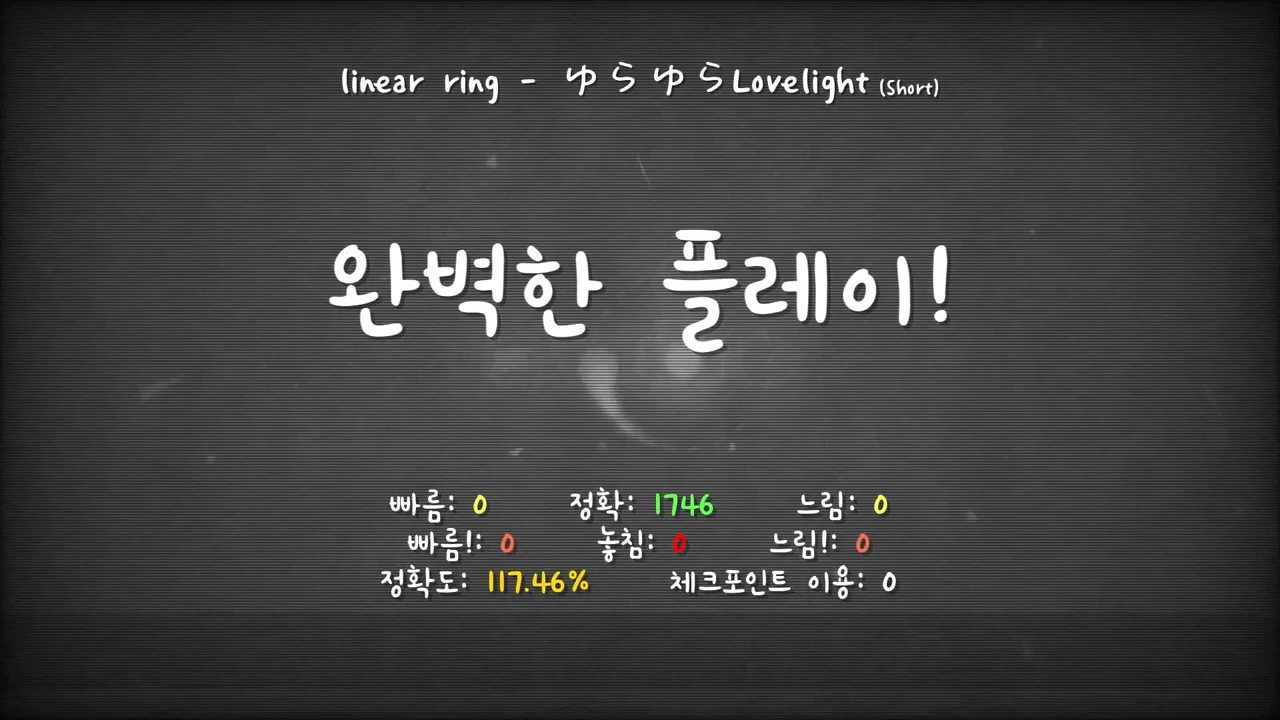 linear ring - ゆらゆらLovelight (Short)
완벽한 플레이!
빠름: 0 정확: 1746 느림: 0
빠름!: 0 놓침: 0 느림!: 0
정확도: 117.46% 체크포인트 이용: 0